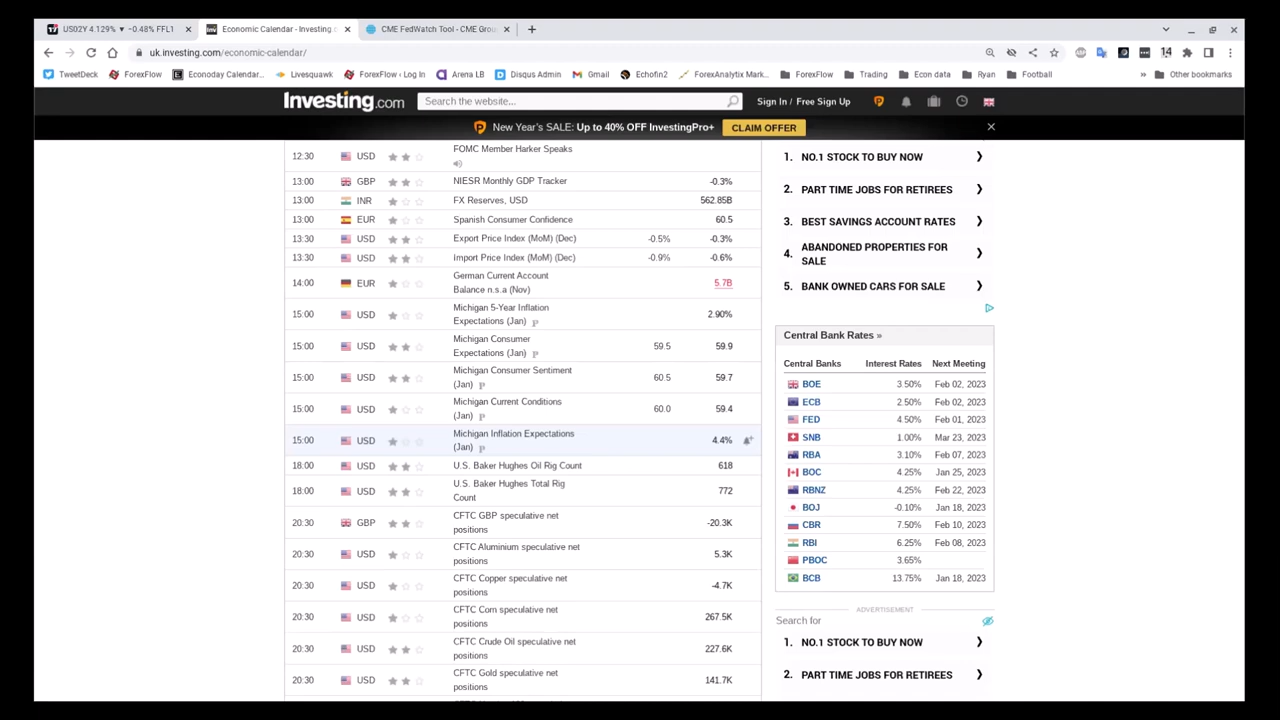 US02Y 4.129% ▼ −0.48% FFL1
Economic Calendar - Investing
CME FedWatch Tool - CME Grou
uk.investing.com/economic-calendar/
TweetDeck ForexFlow Econoday Calendar... Livesquawk ForexFlow ‹ Log In Arena LB Disqus Admin Gmail Echofin2 ForexAnalytix Mark... ForexFlow Trading Econ data Ryan Football » Other bookmarks
Investing.com Search the website... Sign In / Free Sign Up
New Year's SALE: Up to 40% OFF InvestingPro+ CLAIM OFFER
12:30 USD FOMC Member Harker Speaks
13:00 GBP NIESR Monthly GDP Tracker -0.3%
13:00 INR FX Reserves, USD 562.85B
13:00 EUR Spanish Consumer Confidence 60.5
13:30 USD Export Price Index (MoM) (Dec) -0.5% -0.3%
13:30 USD Import Price Index (MoM) (Dec) -0.9% -0.6%
14:00 EUR German Current Account
Balance n.s.a (Nov) 5.7B
15:00 USD Michigan 5-Year Inflation
Expectations (Jan) P 2.90%
15:00 USD Michigan Consumer
Expectations (Jan) P 59.5 59.9
15:00 USD Michigan Consumer Sentiment
(Jan) P 60.5 59.7
15:00 USD Michigan Current Conditions
(Jan) P 60.0 59.4
15:00 USD Michigan Inflation Expectations
(Jan) P 4.4%
18:00 USD U.S. Baker Hughes Oil Rig Count 618
18:00 USD U.S. Baker Hughes Total Rig
Count 772
20:30 GBP CFTC GBP speculative net
positions -20.3K
20:30 USD CFTC Aluminium speculative net
positions 5.3K
20:30 USD CFTC Copper speculative net
positions -4.7K
20:30 USD CFTC Corn speculative net
positions 267.5K
20:30 USD CFTC Crude Oil speculative net
positions 227.6K
20:30 USD CFTC Gold speculative net
positions 141.7K
1. NO.1 STOCK TO BUY NOW
2. PART TIME JOBS FOR RETIREES
3. BEST SAVINGS ACCOUNT RATES
4. ABANDONED PROPERTIES FOR
SALE
5. BANK OWNED CARS FOR SALE
Central Bank Rates »
Central Banks Interest Rates Next Meeting
BOE 3.50% Feb 02, 2023
ECB 2.50% Feb 02, 2023
FED 4.50% Feb 01, 2023
SNB 1.00% Mar 23, 2023
RBA 3.10% Feb 07, 2023
BOC 4.25% Jan 25, 2023
RBNZ 4.25% Feb 22, 2023
BOJ -0.10% Jan 18, 2023
CBR 7.50% Feb 10, 2023
RBI 6.25% Feb 08, 2023
PBOC 3.65%
BCB 13.75% Jan 18, 2023
ADVERTISEMENT
Search for
1. NO.1 STOCK TO BUY NOW
2. PART TIME JOBS FOR RETIREES